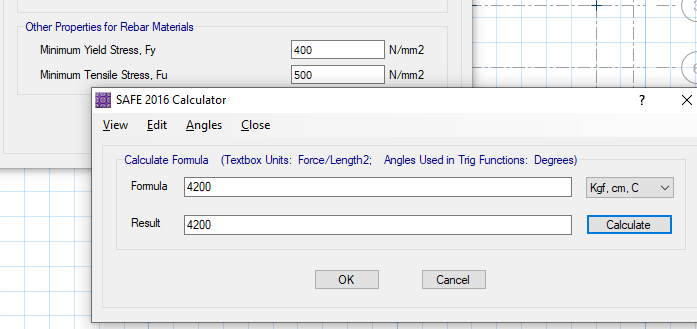 Other Properties for Rebar Materials
Minimum Yield Stress, Fy 400 N/mm2
Minimum Tensile Stress, Fu 500 N/mm2
SAFE 2016 Calculator ? ×
View Edit Angles Close
Calculate Formula (Textbox Units: Force/Length2; Angles Used in Trig Functions: Degrees)
Formula 4200 Kgf, cm, C
Result 4200 Calculate
OK Cancel